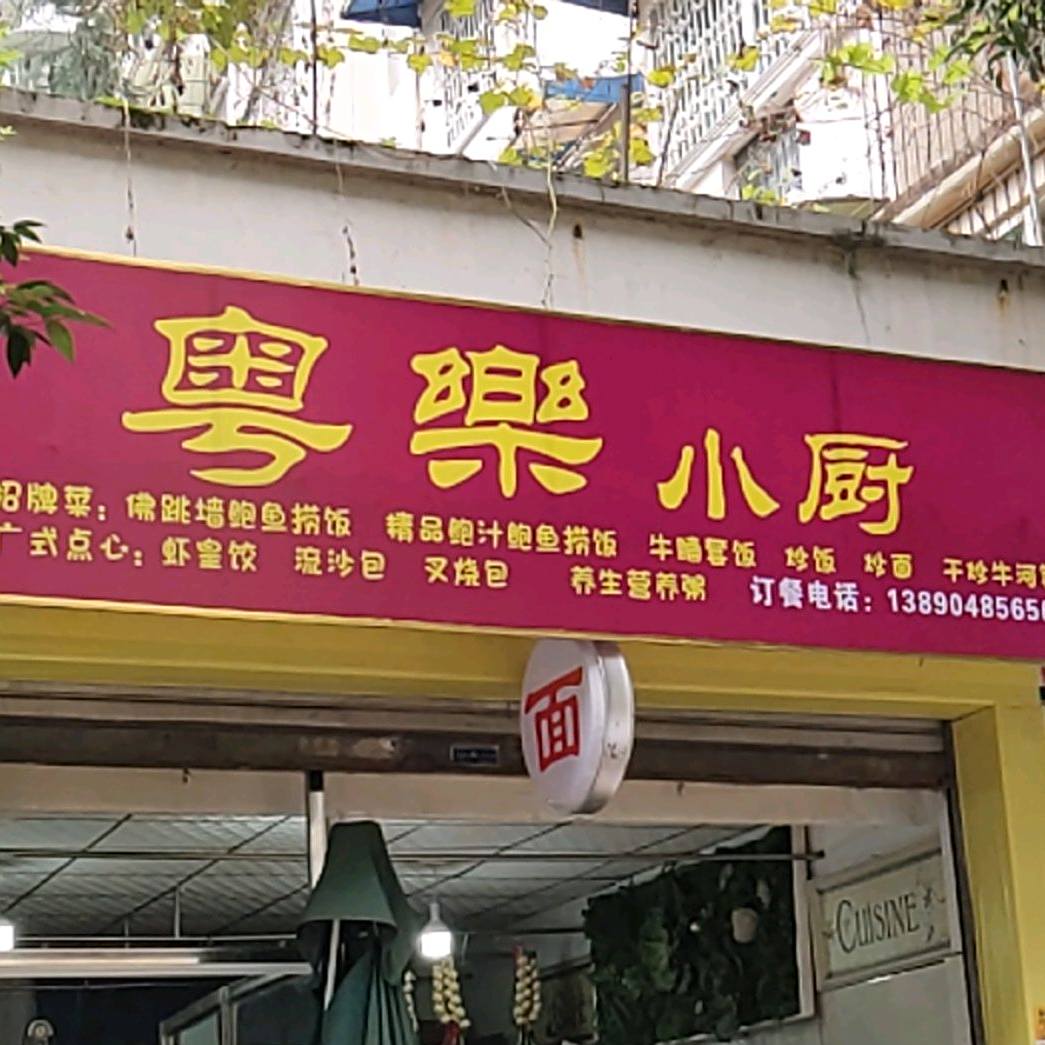 粤樂小厨
招牌菜：佛跳墙鲍鱼捞饭 精品鲍汁鲍鱼捞饭 牛腩套饭 炒饭 炒面 干炒牛河
广式点心：虾皇饺 流沙包 叉烧包 养生营养粥 订餐电话：1389048565
面
CUISINE